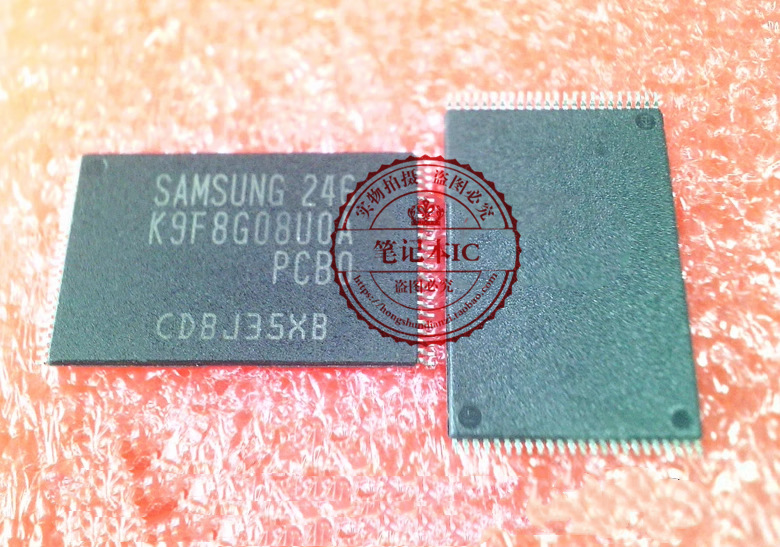 SAMSUNG 246
K9F8G08U0A
PCB0
CD8J35XB
实物拍摄 盗图必究
笔记本IC
盗图必究